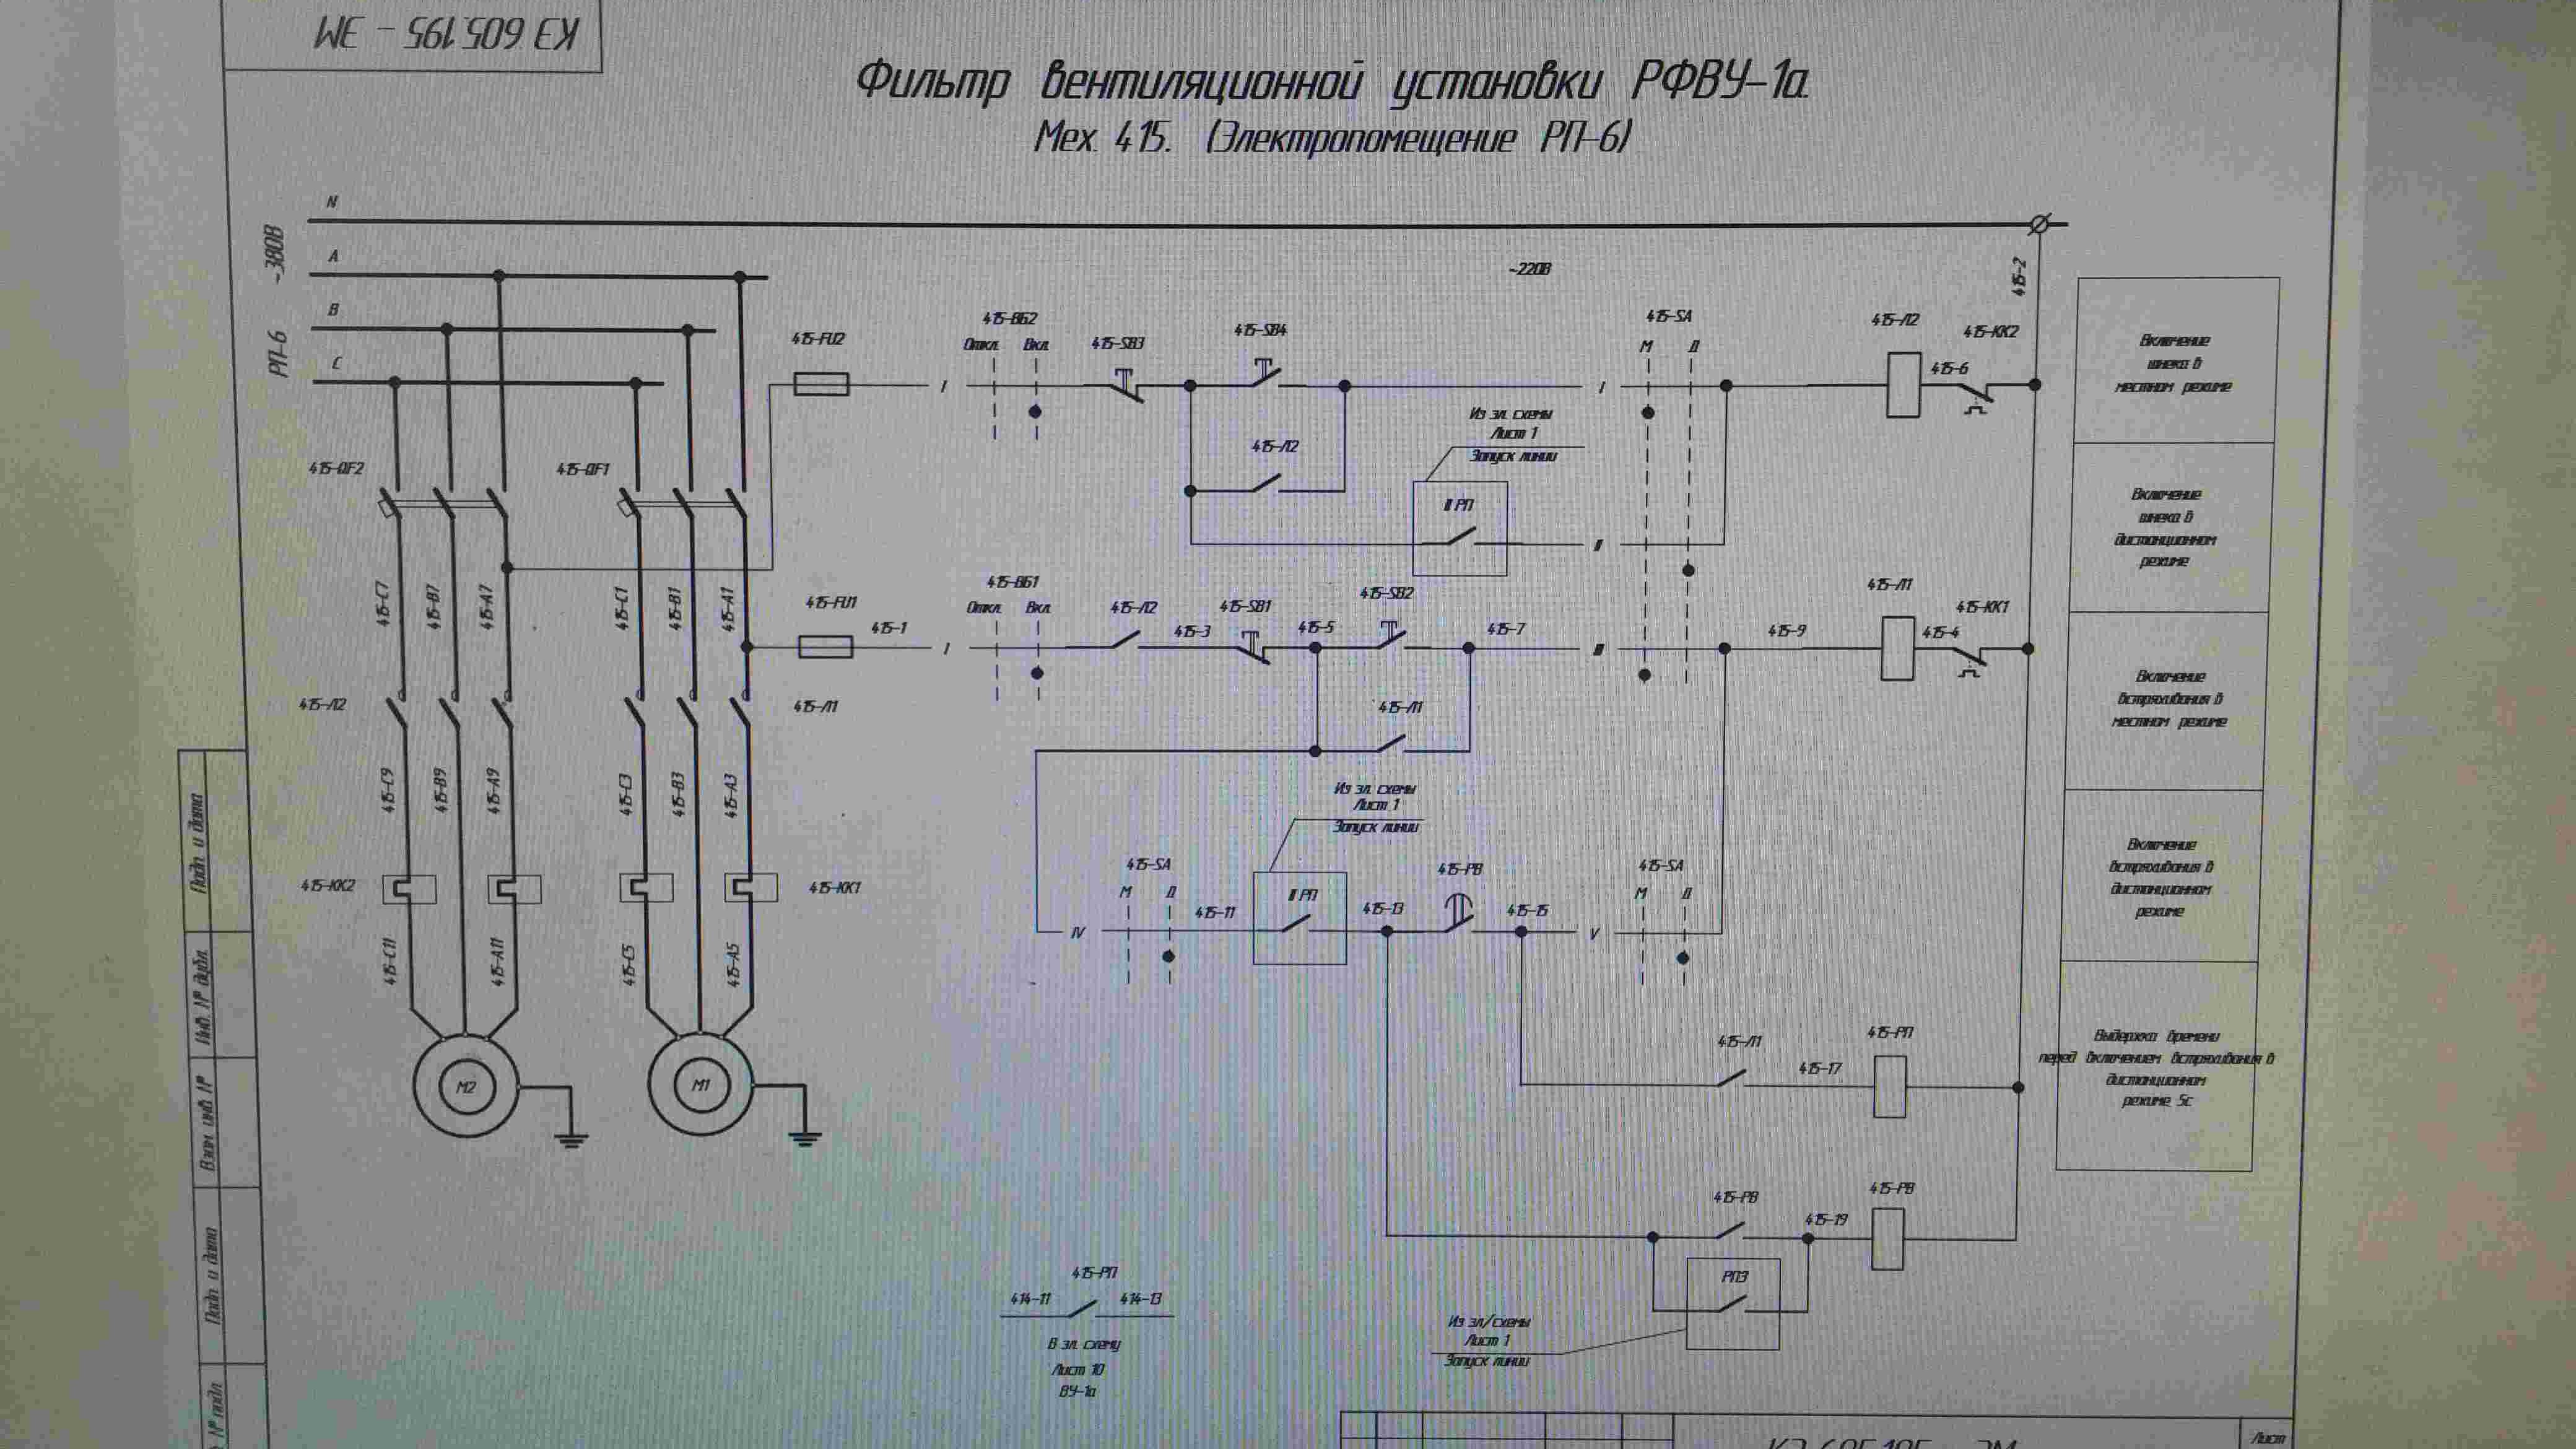 КЗ 605.195 - ЭМ
Фильтр вентиляционной установки РФВУ-1а.
Мех. 415. (Электропомещение РП-6)
N
A
B
C
~380В
РП-6
~220В
415-2
415-FU2
415-ВБ2
Откл. Вкл.
415-SB3
415-SB4
415-SA
М Д
415-Л2
415-КК2
415-6
I
I
415-Л2
Из эл. схемы
Лист 1
Запуск линии
II РП
II
415-QF2
415-QF1
415-C7
415-B7
415-A7
415-C1
415-B1
415-A1
415-FU1
415-1
I
415-ВБ1
Откл. Вкл.
415-Л2
415-3
415-SB1
415-5
415-SB2
415-7
III
415-9
415-Л1
415-4
415-КК1
415-Л2
415-Л1
415-Л1
415-C9
415-B9
415-A9
415-C3
415-B3
415-A3
Из эл. схемы
Лист 1
Запуск линии
415-КК2
415-КК1
415-SA
М Д
IV
415-11
II РП
415-13
415-РВ
415-15
V
415-SA
М Д
415-C11
415-A11
415-C5
415-A5
М2
М1
415-Л1
415-17
415-РП
415-РВ
415-19
415-РВ
РП3
Из эл/схемы
Лист 1
Запуск линии
415-РП
414-11 414-13
В эл. схему
Лист 10
ВУ-1а
Включение
шнека в
местном режиме
Включение
шнека в
дистанционном
режиме
Включение
встряхивания в
местном режиме
Включение
встряхивания в
дистанционном
режиме
Выдержка времени
перед включением встряхивания в
дистанционном
режиме 5с
Подп. и дата
Инв. № дубл.
Взам. инв. №
Подп. и дата
№ подл.
КЗ 605.195 - ЭМ
Лист